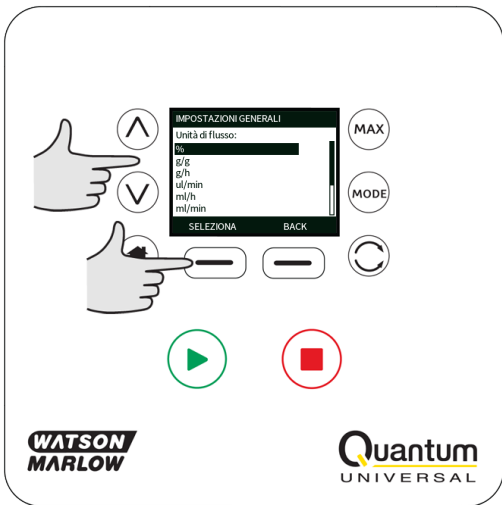 IMPOSTAZIONI GENERALI
Unità di flusso:
%
g/g
g/h
ul/min
ml/h
ml/min
SELEZIONA BACK
MAX
MODE
WATSON
MARLOW
Quantum
UNIVERSAL